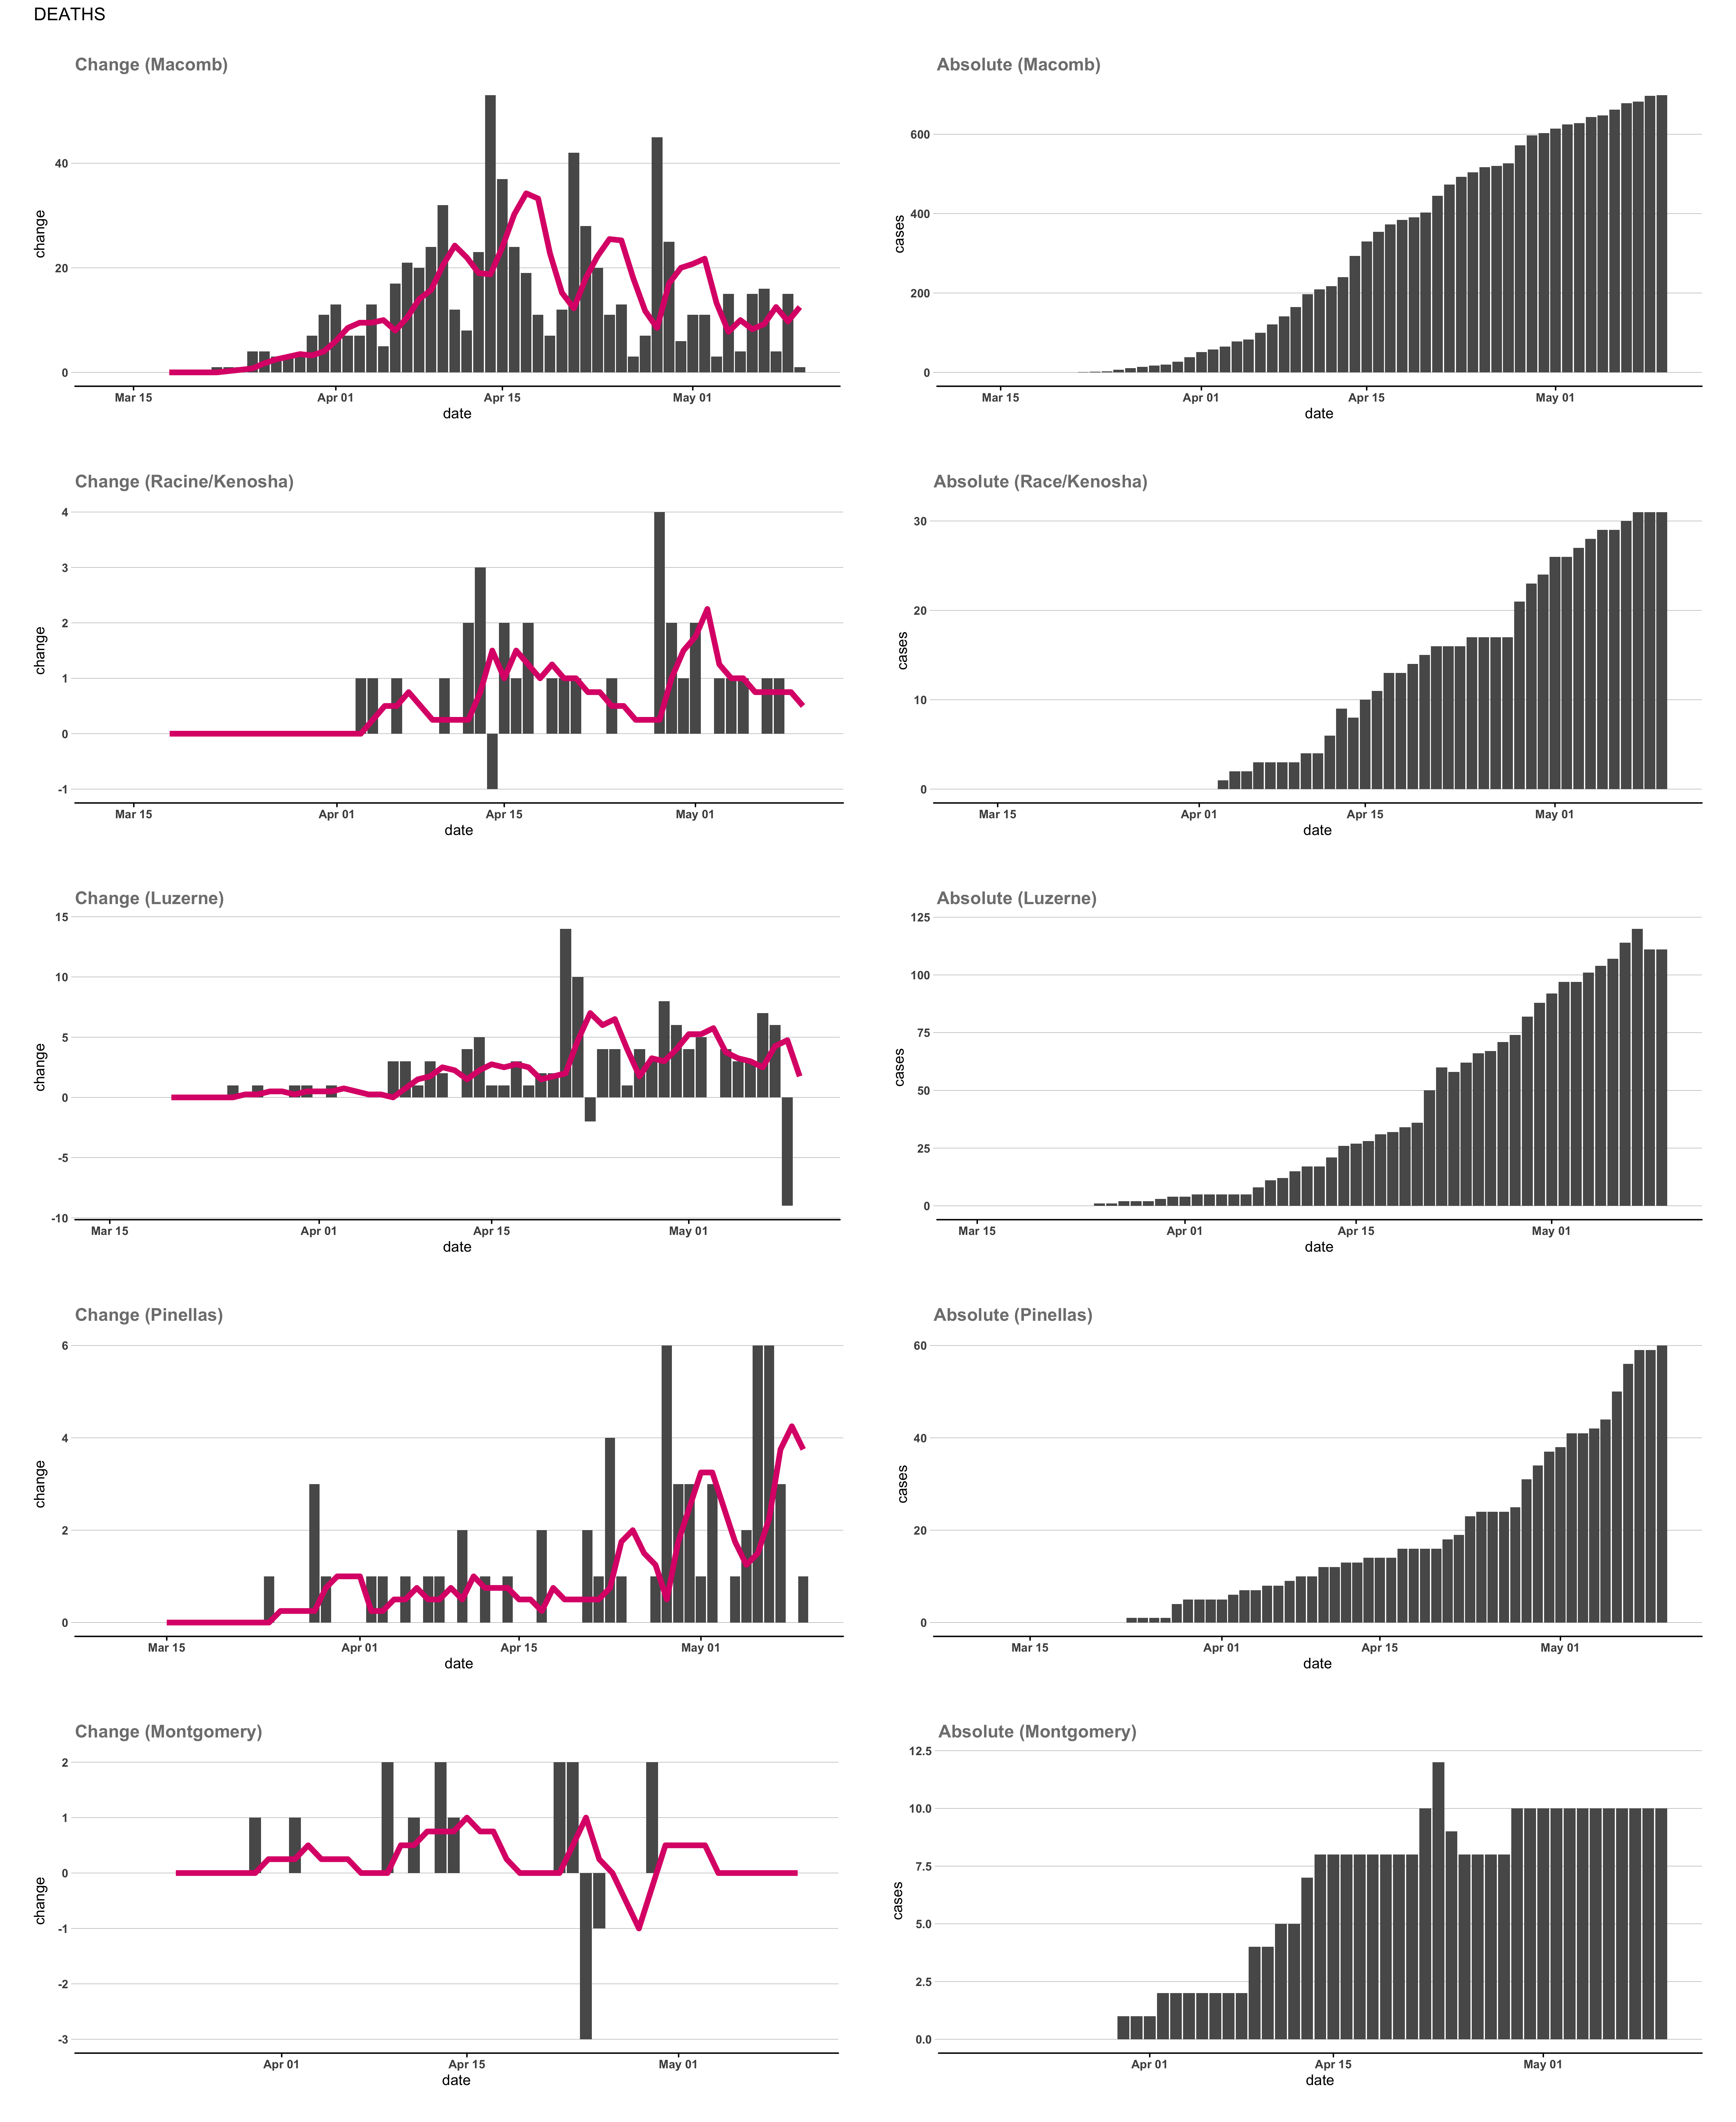 DEATHS
Change (Macomb)
Absolute (Macomb)
change
40
20
0
Mar 15 Apr 01 Apr 15 May 01
date
cases
600
400
200
0
Mar 15 Apr 01 Apr 15 May 01
date
Change (Racine/Kenosha)
Absolute (Race/Kenosha)
change
4
3
2
1
0
-1
Mar 15 Apr 01 Apr 15 May 01
date
cases
30
20
10
0
Mar 15 Apr 01 Apr 15 May 01
date
Change (Luzerne)
Absolute (Luzerne)
change
15
10
5
0
-5
-10
Mar 15 Apr 01 Apr 15 May 01
date
cases
125
100
75
50
25
0
Mar 15 Apr 01 Apr 15 May 01
date
Change (Pinellas)
Absolute (Pinellas)
change
6
4
2
0
Mar 15 Apr 01 Apr 15 May 01
date
cases
60
40
20
0
Mar 15 Apr 01 Apr 15 May 01
date
Change (Montgomery)
Absolute (Montgomery)
change
2
1
0
-1
-2
-3
Apr 01 Apr 15 May 01
date
cases
12.5
10.0
7.5
5.0
2.5
0.0
Apr 01 Apr 15 May 01
date